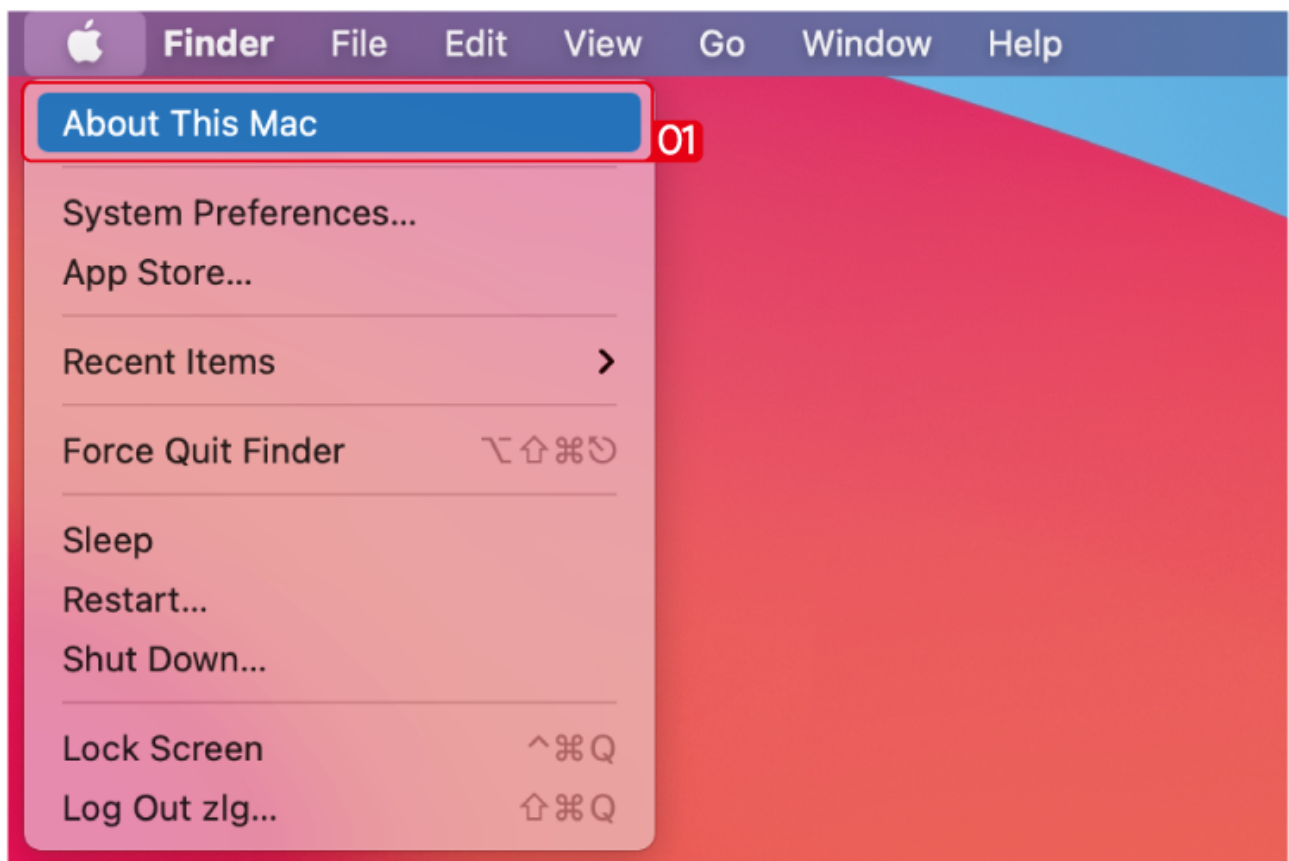 Finder File Edit View Go Window Help
About This Mac
01
System Preferences...
App Store...
Recent Items
Force Quit Finder ⌥⇧⌘⎋
Sleep
Restart...
Shut Down...
Lock Screen ^⌘Q
Log Out zlg... ⇧⌘Q